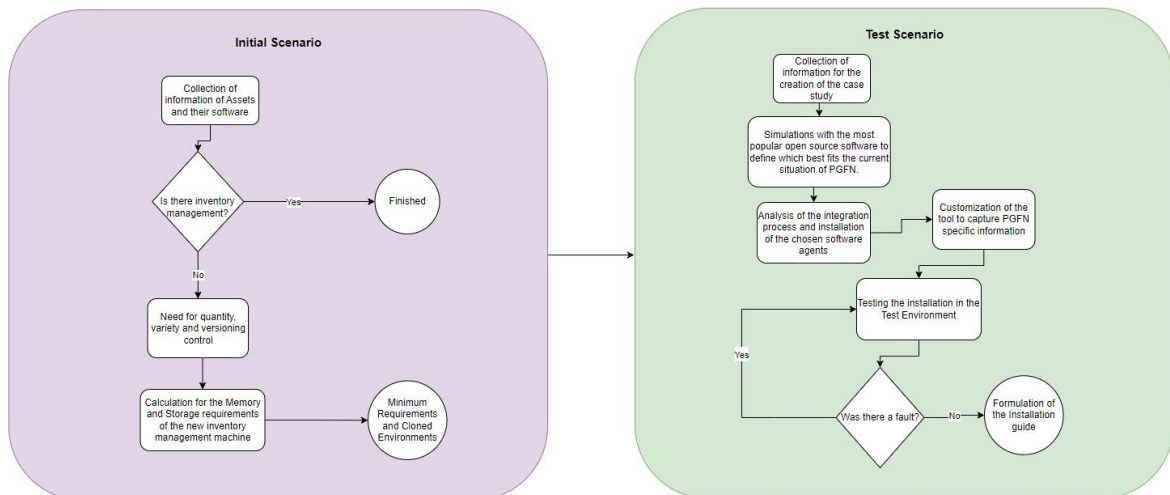 Initial Scenario
Collection of
information of Assets
and their software
Is there inventory
management?
Yes
Finished
No
Need for quantity,
variety and versioning
control
Calculation for the Memory
and Storage requirements
of the new inventory
management machine
Minimum
Requirements
and Cloned
Environments
Test Scenario
Collection of
information for the
creation of the case
study
Simulations with the most
popular open source software to
define which best fits the current
situation of PGFN.
Analysis of the integration
process and installation
of the chosen software
agents
Customization of the
tool to capture PGFN
specific information
Testing the installation in the
Test Environment
Yes
Was there a fault?
No
Formulation of
the Installation
guide